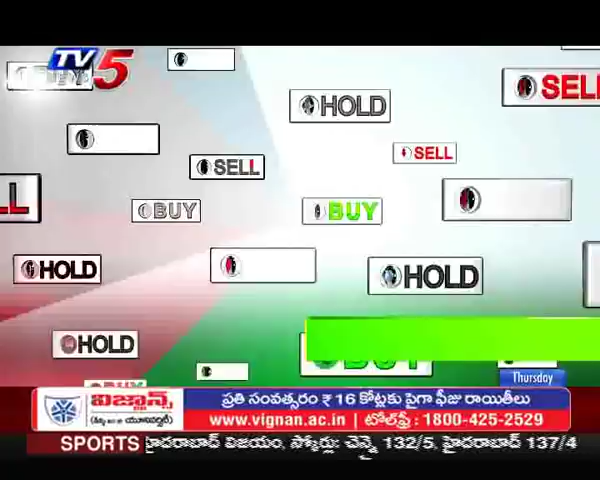 TV5
NEWS
HOLD
SELL
SELL
SELL
BUY
BUY
HOLD
HOLD
HOLD
BUY
Thursday
విజ్ఞాన్స్
ప్రతి సంవత్సరం ₹ 16 కోట్లకు పైగా ఫీజు రాయితీలు
www.vignan.ac.in | టోల్‌ఫ్రీ : 1800-425-2529
SPORTS హైదరాబాద్ విజయం, స్కోర్లు: చెన్నై 132/5, హైదరాబాద్ 137/4